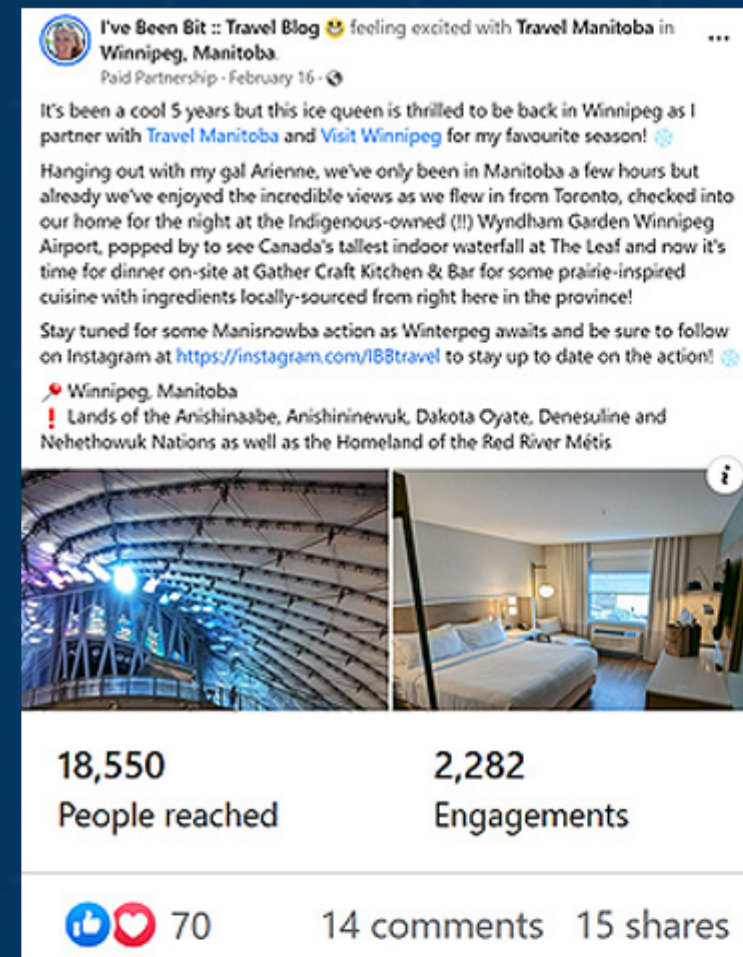 I've Been Bit :: Travel Blog 😀 feeling excited with Travel Manitoba in
Winnipeg, Manitoba.
Paid Partnership · February 16 ·
It's been a cool 5 years but this ice queen is thrilled to be back in Winnipeg as I
partner with Travel Manitoba and Visit Winnipeg for my favourite season! ❄️
Hanging out with my gal Arienne, we've only been in Manitoba a few hours but
already we've enjoyed the incredible views as we flew in from Toronto, checked into
our home for the night at the Indigenous-owned (!!) Wyndham Garden Winnipeg
Airport, popped by to see Canada's tallest indoor waterfall at The Leaf and now it's
time for dinner on-site at Gather Craft Kitchen & Bar for some prairie-inspired
cuisine with ingredients locally-sourced from right here in the province!
Stay tuned for some Manisnowba action as Winterpeg awaits and be sure to follow
on Instagram at https://instagram.com/IBBtravel to stay up to date on the action! ❄️
📍 Winnipeg, Manitoba
❗ Lands of the Anishinaabe, Anishininewuk, Dakota Oyate, Denesuline and
Nehethowuk Nations as well as the Homeland of the Red River Métis
18,550
People reached
2,282
Engagements
70
14 comments
15 shares